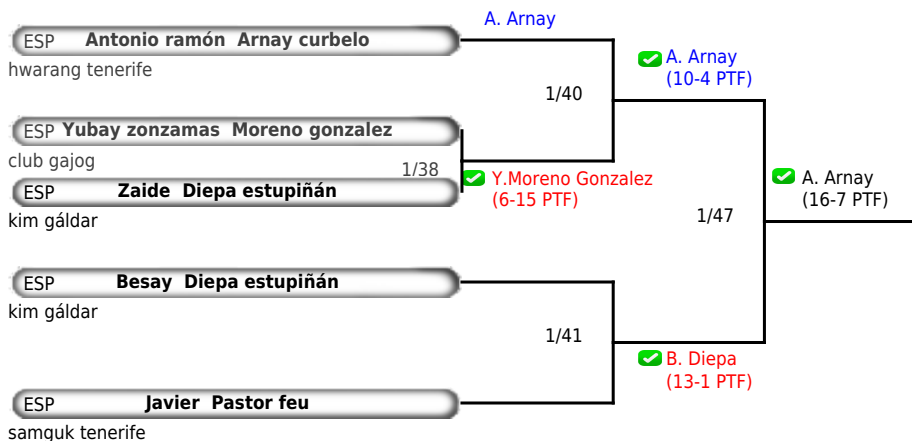 A. Arnay
ESP Antonio ramón Arnay curbelo
hwarang tenerife
A. Arnay
(10-4 PTF)
1/40
ESP Yubay zonzamas Moreno gonzalez
club gajog
1/38
Y.Moreno Gonzalez
(6-15 PTF)
A. Arnay
(16-7 PTF)
ESP Zaide Diepa estupiñán
kim gáldar
1/47
ESP Besay Diepa estupiñán
kim gáldar
1/41
B. Diepa
(13-1 PTF)
ESP Javier Pastor feu
samguk tenerife